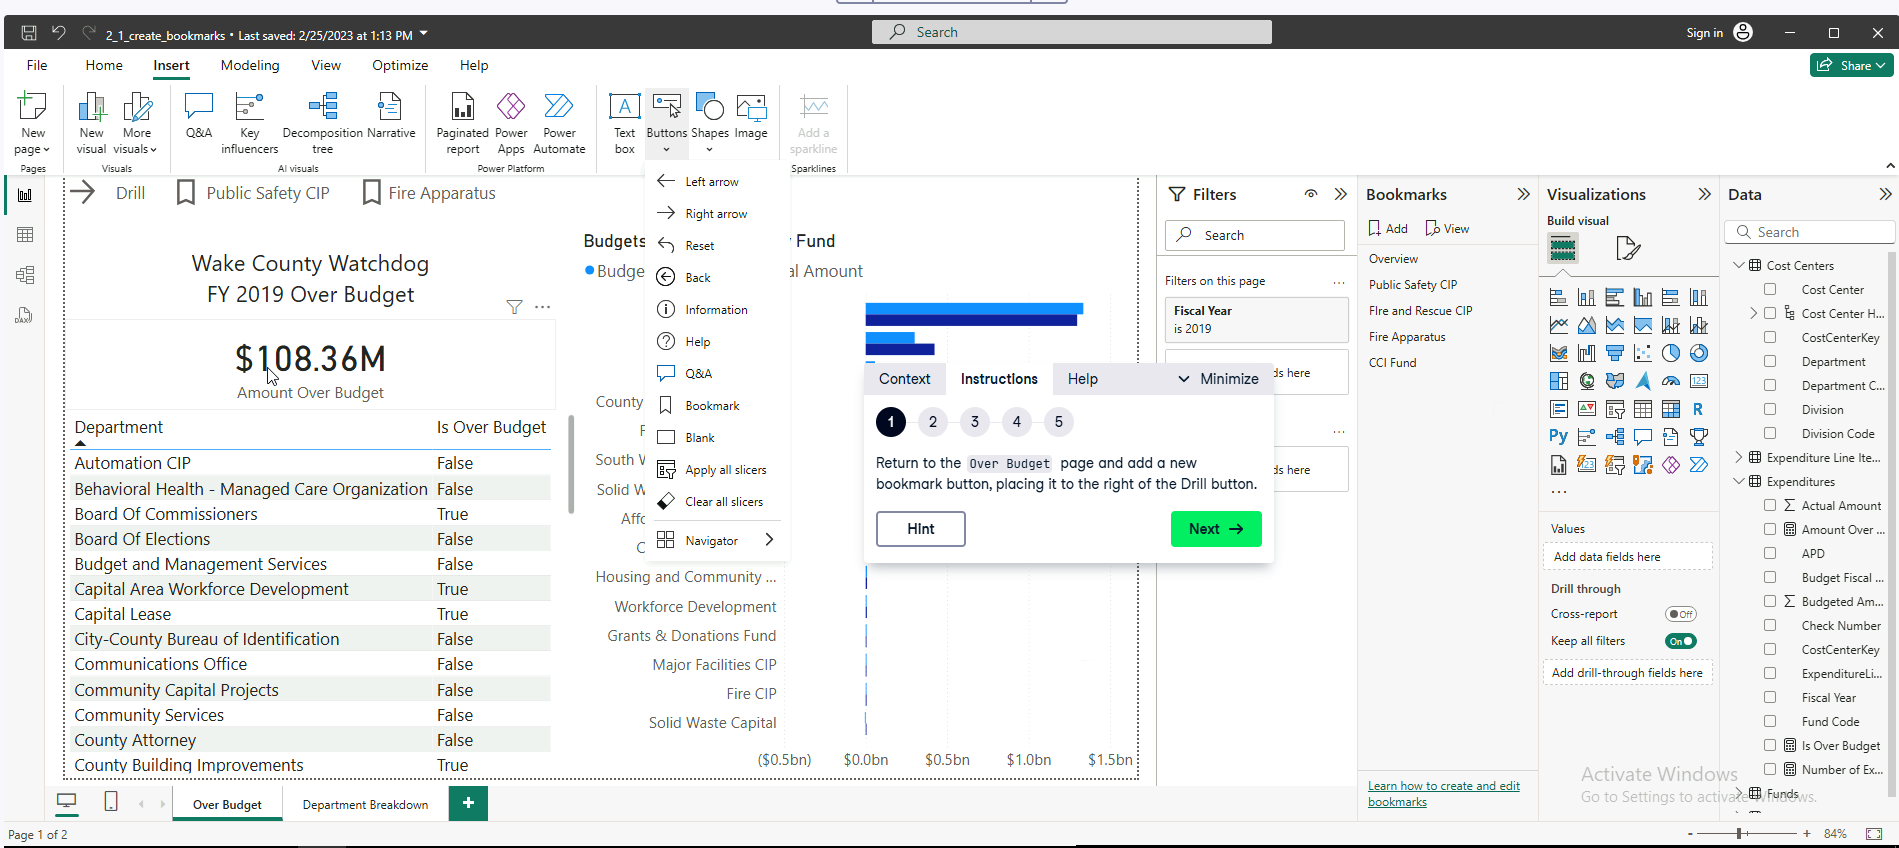 2_1_create_bookmarks • Last saved: 2/25/2023 at 1:13 PM
Search
Sign in
File Home Insert Modeling View Optimize Help
Share
New page
New visual
More visuals
Q&A
Key influencers
Decomposition tree
Narrative
Paginated report
Power Apps
Power Automate
Text box
Buttons
Shapes
Image
Add a sparkline
Pages
Visuals
AI visuals
Power Platform
Sparklines
Drill
Public Safety CIP
Fire Apparatus
Wake County Watchdog
FY 2019 Over Budget
$108.36M
Amount Over Budget
Department Is Over Budget
Automation CIP False
Behavioral Health - Managed Care Organization False
Board Of Commissioners True
Board Of Elections False
Budget and Management Services False
Capital Area Workforce Development True
Capital Lease True
City-County Bureau of Identification False
Communications Office False
Community Capital Projects False
Community Services False
County Attorney False
County Building Improvements True
Left arrow
Right arrow
Reset
Back
Information
Help
Q&A
Bookmark
Blank
Apply all slicers
Clear all slicers
Navigator
Budgets
Fund
Budge
al Amount
County
F
South W
Solid W
Affo
C
Housing and Community ...
Workforce Development
Grants & Donations Fund
Major Facilities CIP
Fire CIP
Solid Waste Capital
($0.5bn) $0.0bn $0.5bn $1.0bn $1.5bn
Context Instructions Help Minimize
1 2 3 4 5
Return to the Over Budget page and add a new
bookmark button, placing it to the right of the Drill button.
Hint
Next
Filters
Search
Filters on this page
...
Fiscal Year
is 2019
ds here
...
ds here
Bookmarks
Add View
Overview
Public Safety CIP
FIre and Rescue CIP
Fire Apparatus
CCI Fund
Learn how to create and edit
bookmarks
Visualizations
Build visual
123
R
Py
123
...
Values
Add data fields here
Drill through
Cross-report Off
Keep all filters On
Add drill-through fields here
Data
Search
Cost Centers
Cost Center
Cost Center H...
CostCenterKey
Department
Department C...
Division
Division Code
Expenditure Line Ite...
Expenditures
Actual Amount
Amount Over ...
APD
Budget Fiscal ...
Budgeted Am...
Check Number
CostCenterKey
ExpenditureLi...
Fiscal Year
Fund Code
Is Over Budget
Number of Ex...
Funds
Activate Windows
Go to Settings to activate Windows.
DAX
Over Budget Department Breakdown +
Page 1 of 2
- + 84%